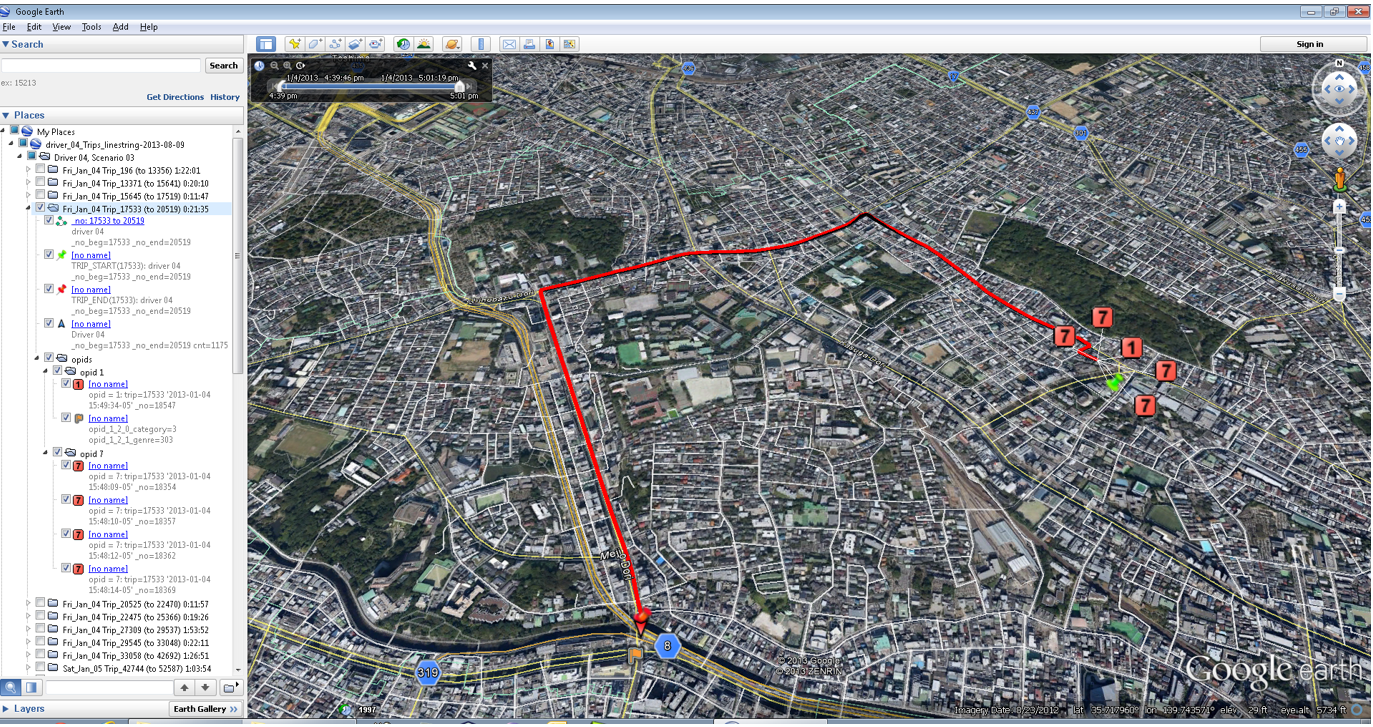 Google Earth
File Edit View Tools Add Help
Search
Search
ex: 15213
Get Directions History
Places
My Places
driver_04_Trips_linestring-2013-08-09
Driver 04, Scenario 03
Fri_Jan_04 Trip_196 (to 13356) 1:22:01
Fri_Jan_04 Trip_13371 (to 15641) 0:20:10
Fri_Jan_04 Trip_15645 (to 17519) 0:11:47
Fri_Jan_04 Trip_17533 (to 20519) 0:21:35
_no: 17533 to 20519
driver 04
_no_beg=17533 _no_end=20519
[no name]
TRIP_START(17533): driver 04
_no_beg=17533 _no_end=20519
[no name]
TRIP_END(17533): driver 04
_no_beg=17533 _no_end=20519
[no name]
Driver 04
_no_beg=17533 _no_end=20519 cnt=1175
opids
opid 1
1 [no name]
opid = 1: trip=17533 '2013-01-04
15:49:34-05' _no=18547
[no name]
opid_1_2_0_category=3
opid_1_2_1_genre=303
opid 7
7 [no name]
opid = 7: trip=17533 '2013-01-04
15:48:09-05' _no=18354
7 [no name]
opid = 7: trip=17533 '2013-01-04
15:48:10-05' _no=18357
7 [no name]
opid = 7: trip=17533 '2013-01-04
15:48:12-05' _no=18362
7 [no name]
opid = 7: trip=17533 '2013-01-04
15:48:14-05' _no=18369
Fri_Jan_04 Trip_20525 (to 22470) 0:11:57
Fri_Jan_04 Trip_22475 (to 25366) 0:19:26
Fri_Jan_04 Trip_27309 (to 29537) 1:53:52
Fri_Jan_04 Trip_29545 (to 33048) 0:22:11
Fri_Jan_04 Trip_33058 (to 42692) 1:26:51
Sat_Jan_05 Trip_42744 (to 52587) 1:03:54
Layers
Earth Gallery >>
Sign in
1/4/2013 4:39:46 pm 1/4/2013 5:01:19 pm
4:39 pm 5:01 pm
N
7
7
1
7
7
Meiji Dori
8
319
© 2013 Google
© 2013 ZENRIN
Google earth
1997
Imagery Date: 8/23/2012 lat 35.717960° lon 139.743571° elev 29 ft eye alt 5734 ft